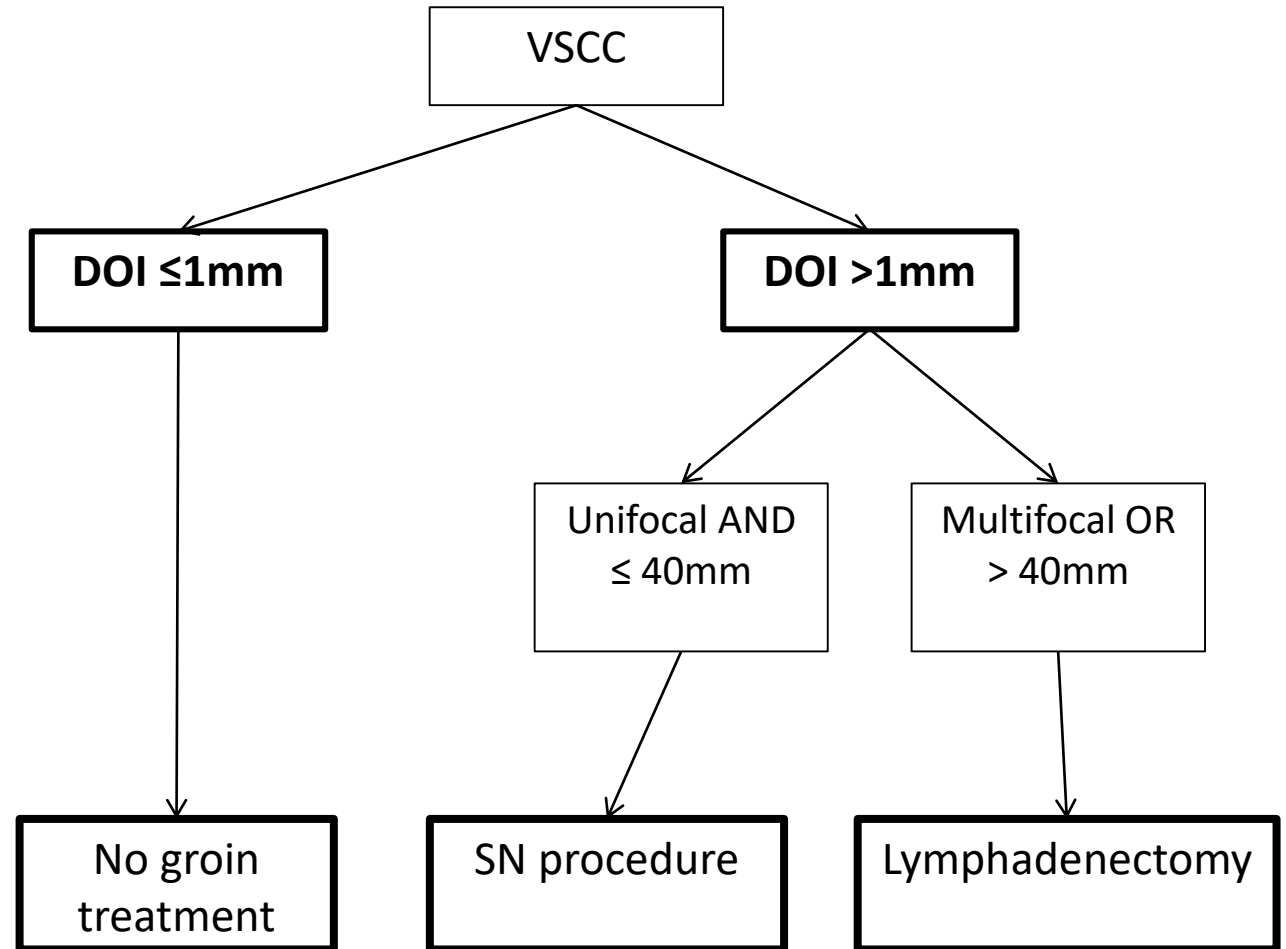 VSCC
DOI ≤1mm
DOI >1mm
Unifocal AND
≤ 40mm
Multifocal OR
> 40mm
No groin
treatment
SN procedure
Lymphadenectomy